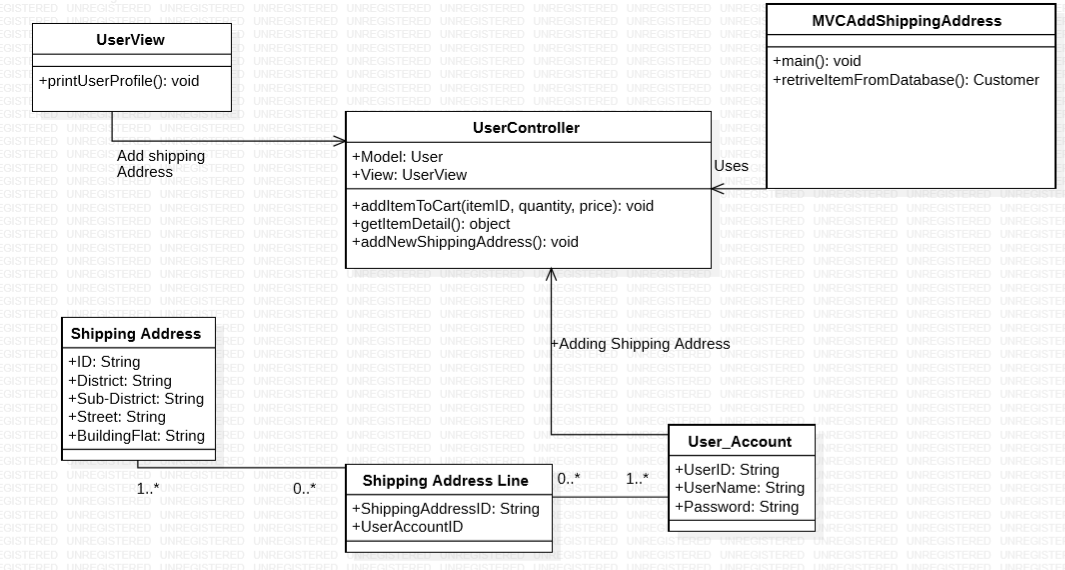 UserView
+printUserProfile(): void
MVCAddShippingAddress
+main(): void
+retriveItemFromDatabase(): Customer
Add shipping
Address
UserController
+Model: User
+View: UserView
+addItemToCart(itemID, quantity, price): void
+getItemDetail(): object
+addNewShippingAddress(): void
Uses
+Adding Shipping Address
Shipping Address
+ID: String
+District: String
+Sub-District: String
+Street: String
+BuildingFlat: String
1..*
0..*
Shipping Address Line
+ShippingAddressID: String
+UserAccountID
0..*
1..*
User_Account
+UserID: String
+UserName: String
+Password: String
UNREGISTERED